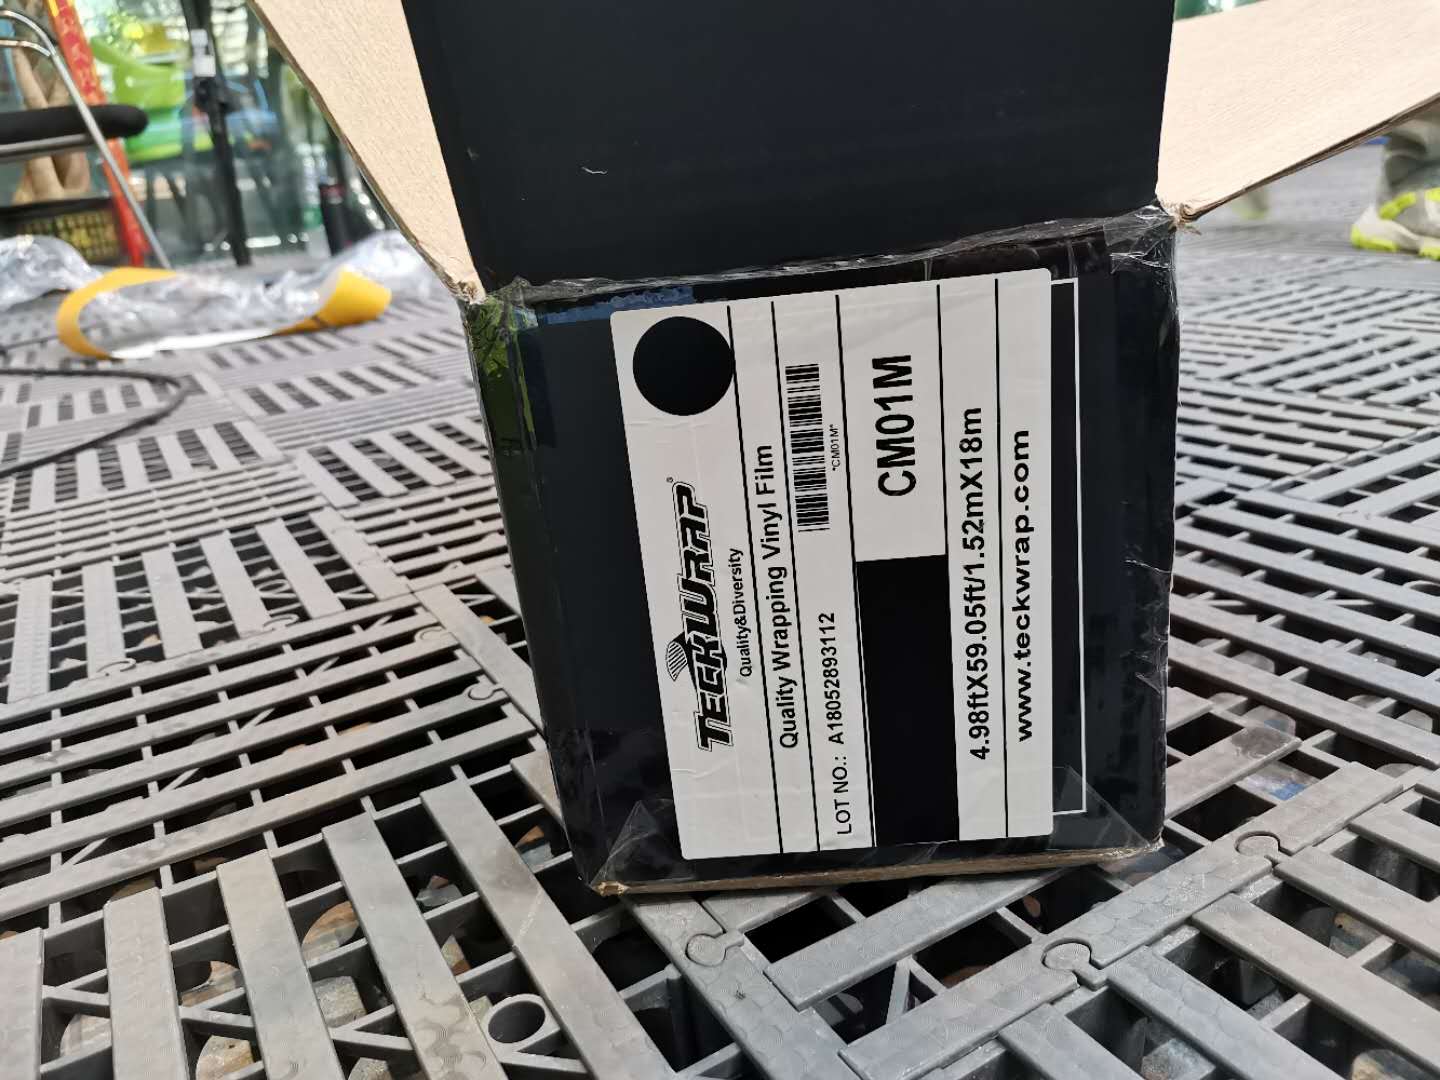 TECKWRAP®
Quality&Diversity
Quality Wrapping Vinyl Film
LOT NO.: A18052893112
*CM01M*
CM01M
4.98ftX59.05ft/1.52mX18m
www.teckwrap.com